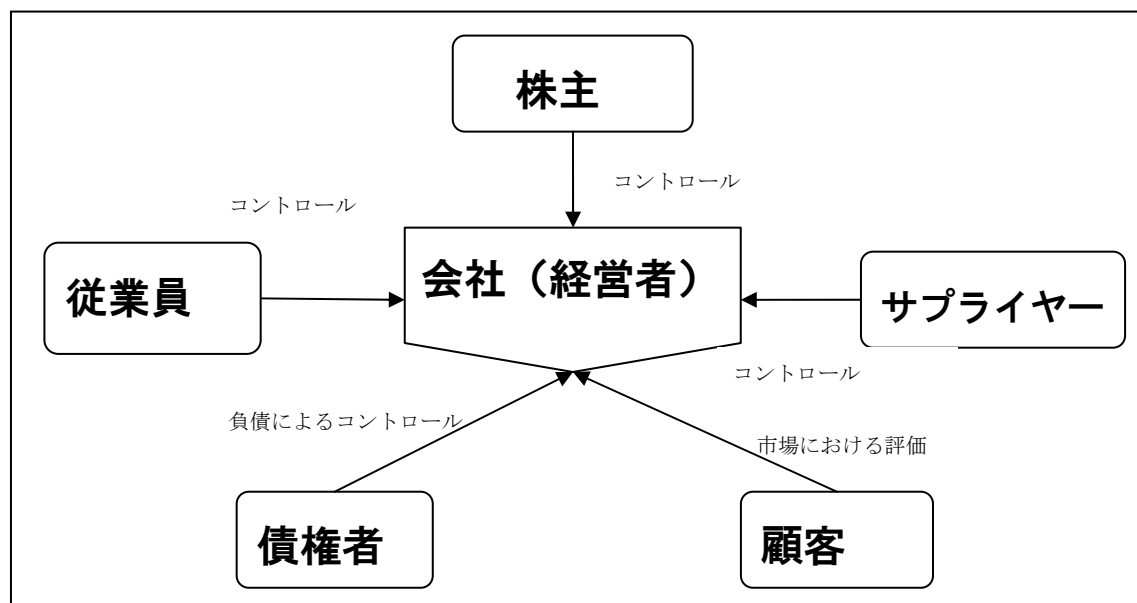 株主
コントロール
コントロール
従業員
会社（経営者）
サプライヤー
コントロール
負債によるコントロール
市場における評価
債権者
顧客